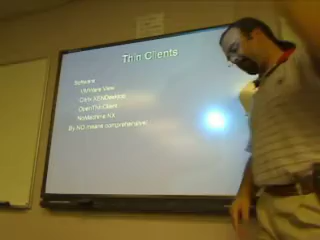 Thin Clients
Software
VMWare View
Citrix XENDesktop
OpenThinClient
NoMachine NX
By NO means comprehensive!